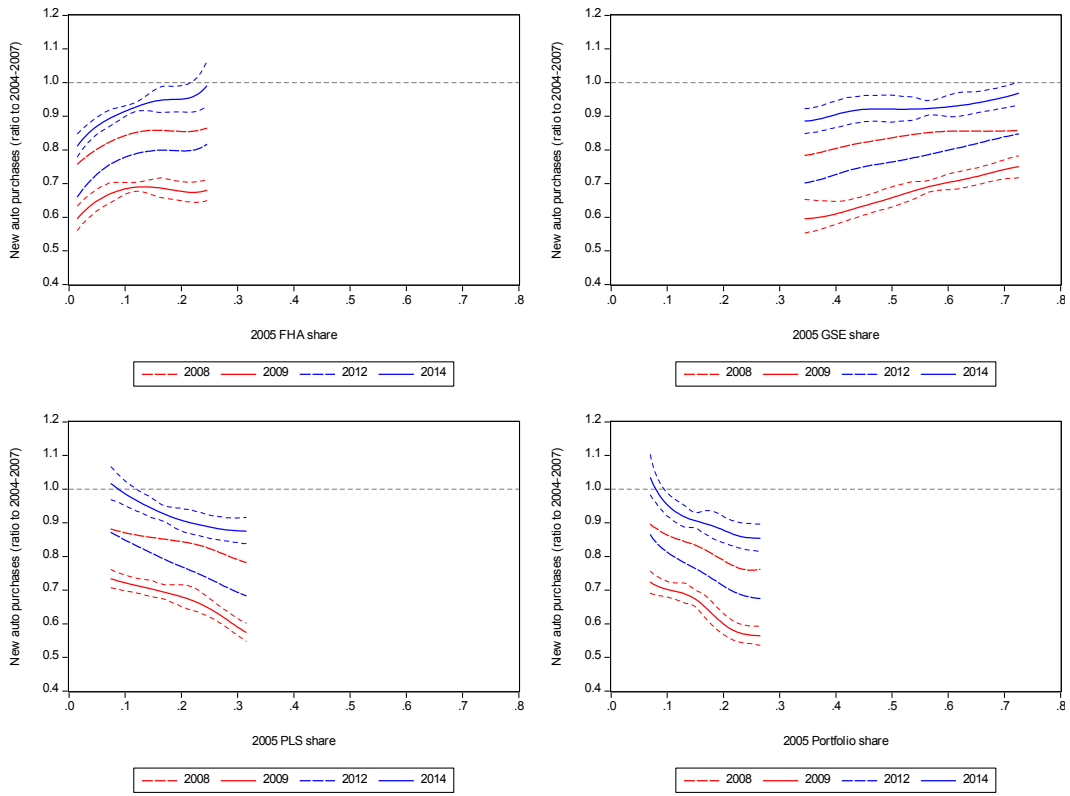 New auto purchases (ratio to 2004-2007)
1.2
1.1
1.0
0.9
0.8
0.7
0.6
0.5
0.4
.0 .1 .2 .3 .4 .5 .6 .7 .8
2005 FHA share
2008 2009 2012 2014
New auto purchases (ratio to 2004-2007)
1.2
1.1
1.0
0.9
0.8
0.7
0.6
0.5
0.4
.0 .1 .2 .3 .4 .5 .6 .7 .8
2005 GSE share
2008 2009 2012 2014
New auto purchases (ratio to 2004-2007)
1.2
1.1
1.0
0.9
0.8
0.7
0.6
0.5
0.4
.0 .1 .2 .3 .4 .5 .6 .7 .8
2005 PLS share
2008 2009 2012 2014
New auto purchases (ratio to 2004-2007)
1.2
1.1
1.0
0.9
0.8
0.7
0.6
0.5
0.4
.0 .1 .2 .3 .4 .5 .6 .7 .8
2005 Portfolio share
2008 2009 2012 2014